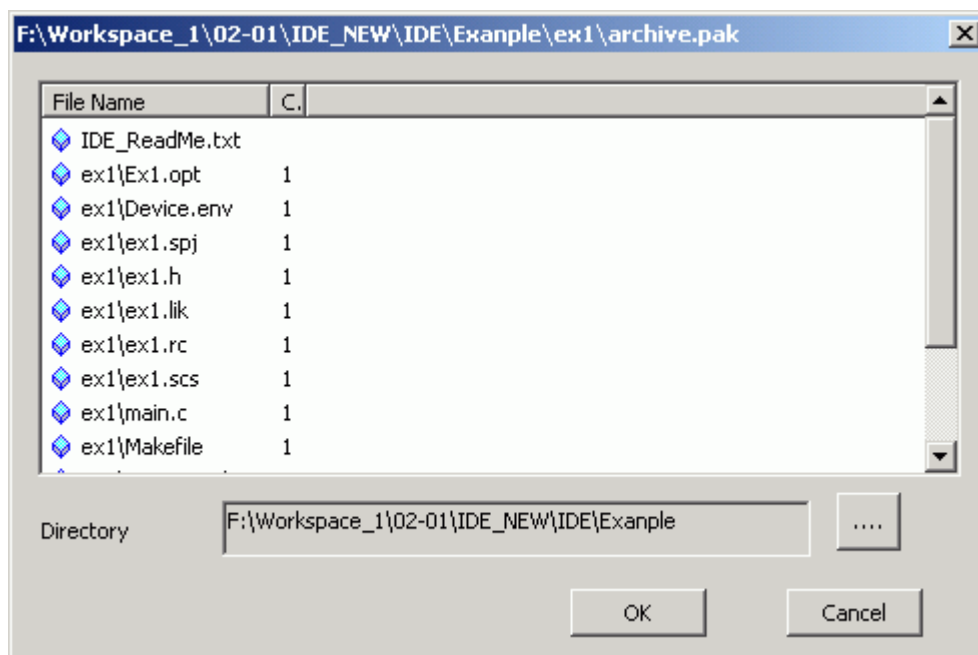 F:\Workspace_1\02-01\IDE_NEW\IDE\Exanple\ex1\archive.pak
File Name C.
IDE_ReadMe.txt
ex1\Ex1.opt 1
ex1\Device.env 1
ex1\ex1.spj 1
ex1\ex1.h 1
ex1\ex1.lik 1
ex1\ex1.rc 1
ex1\ex1.scs 1
ex1\main.c 1
ex1\Makefile 1
Directory F:\Workspace_1\02-01\IDE_NEW\IDE\Exanple ....
OK Cancel